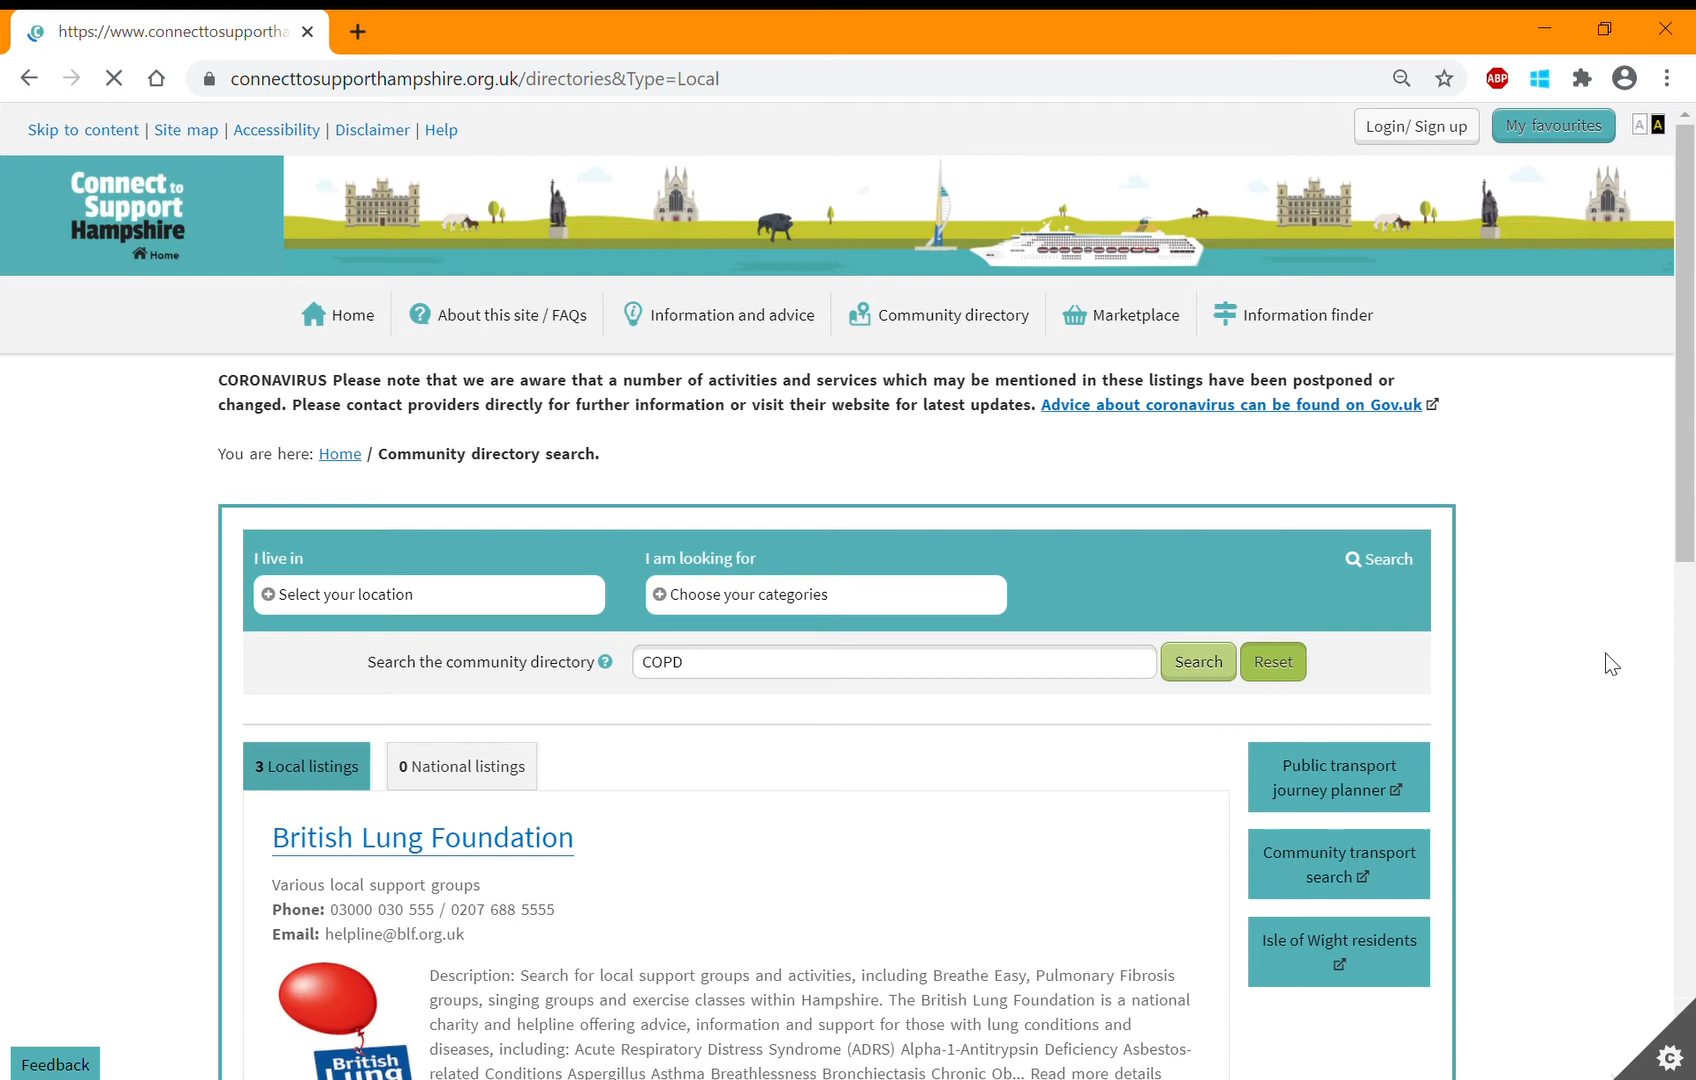 https://www.connecttosupportha
connecttosupporthampshire.org.uk/directories&Type=Local
ABP
Skip to content | Site map | Accessibility | Disclaimer | Help
Login/ Sign up
My favourites
A A
Connect to
Support
Hampshire
Home
Home
About this site / FAQs
Information and advice
Community directory
Marketplace
Information finder
CORONAVIRUS Please note that we are aware that a number of activities and services which may be mentioned in these listings have been postponed or
changed. Please contact providers directly for further information or visit their website for latest updates. Advice about coronavirus can be found on Gov.uk
You are here: Home / Community directory search.
I live in
I am looking for
Search
Select your location
Choose your categories
Search the community directory ?
COPD
Search
Reset
3 Local listings
0 National listings
Public transport
journey planner
British Lung Foundation
Community transport
search
Various local support groups
Phone: 03000 030 555 / 0207 688 5555
Email: helpline@blf.org.uk
Isle of Wight residents
Description: Search for local support groups and activities, including Breathe Easy, Pulmonary Fibrosis
groups, singing groups and exercise classes within Hampshire. The British Lung Foundation is a national
charity and helpline offering advice, information and support for those with lung conditions and
diseases, including: Acute Respiratory Distress Syndrome (ADRS) Alpha-1-Antitrypsin Deficiency Asbestos-
related Conditions Aspergillus Asthma Breathlessness Bronchiectasis Chronic Ob... Read more details
British
Lung
Feedback